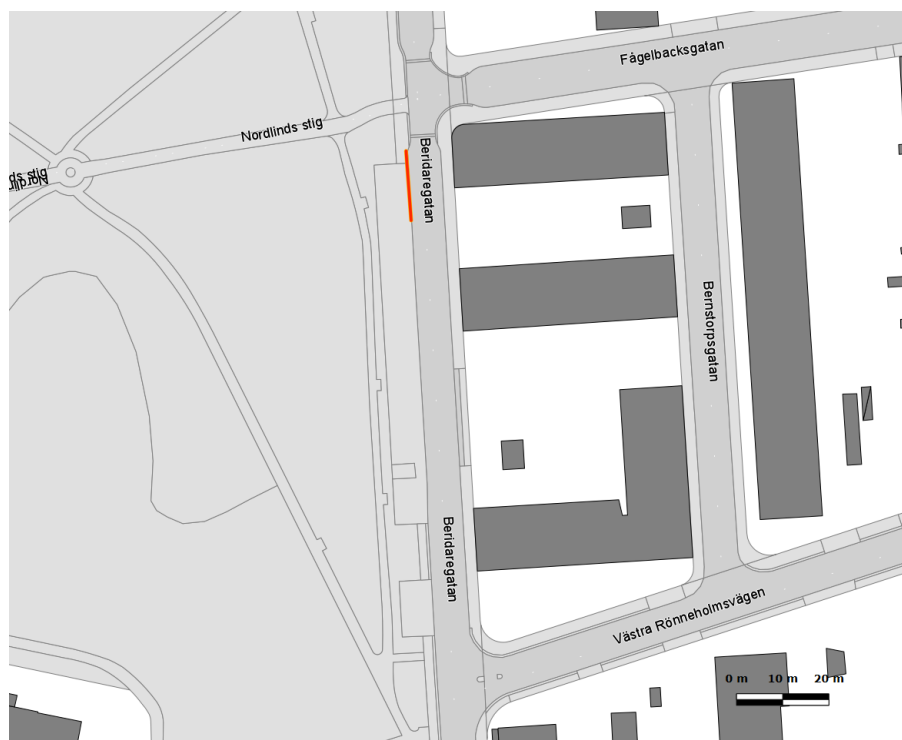 Fågelbacksgatan
Nordlinds stig
Beridaregatan
ds stig
Bernstorpsgatan
Beridaregatan
Västra Rönneholmsvägen
0 m 10 m 20 m